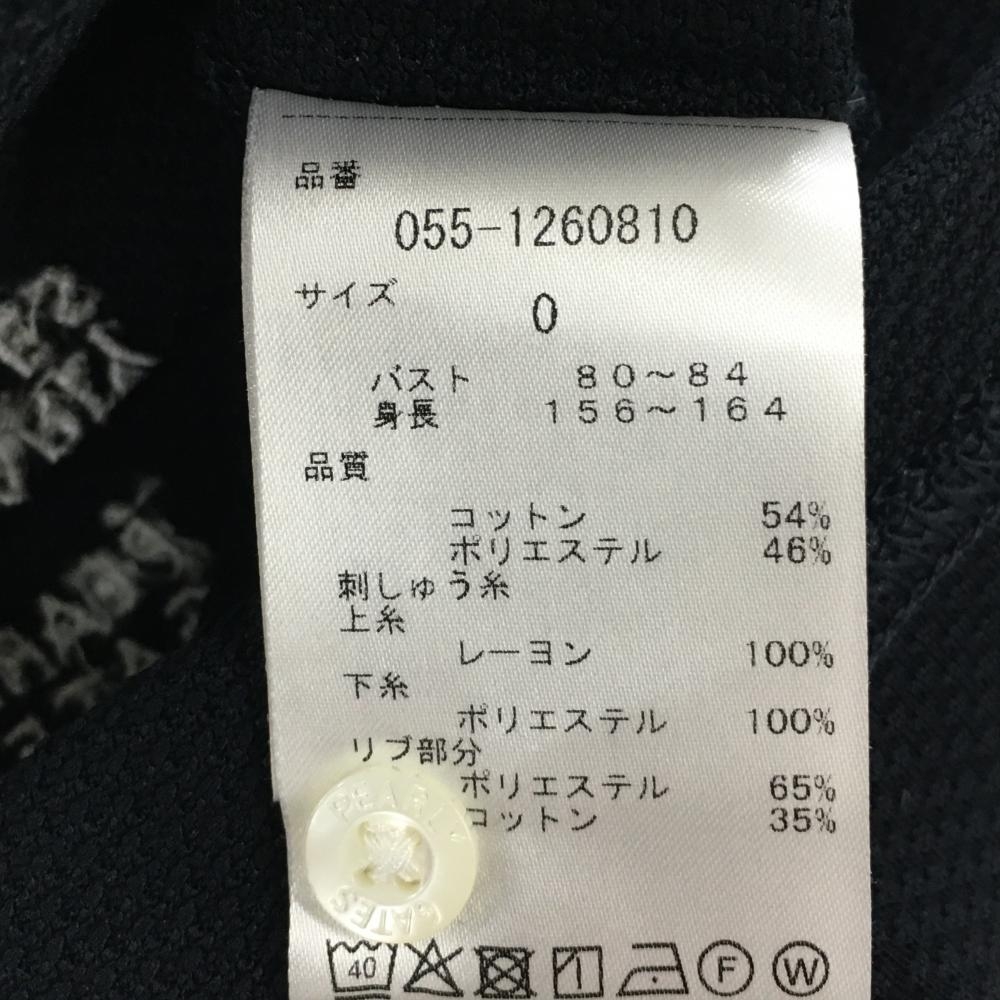 品番
055-1260810
サイズ 0
バスト 80～84
身長 156～164
品質
コットン 54%
ポリエステル 46%
刺しゅう糸
上糸
レーヨン 100%
下糸
ポリエステル 100%
リブ部分
ポリエステル 65%
コットン 35%
PEARLY
GATES
40 F W